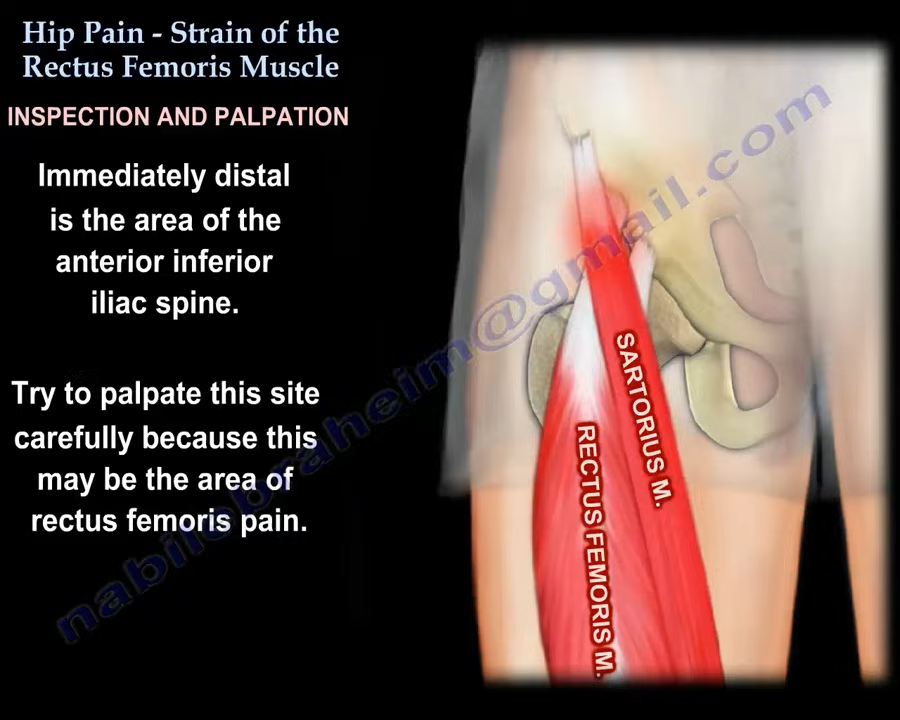 Hip Pain - Strain of the
Rectus Femoris Muscle
INSPECTION AND PALPATION
Immediately distal
is the area of the
anterior inferior
iliac spine.
Try to palpate this site
carefully because this
may be the area of
rectus femoris pain.
SARTORIUS M.
RECTUS FEMORIS M.
nabilebraheim@gmail.com